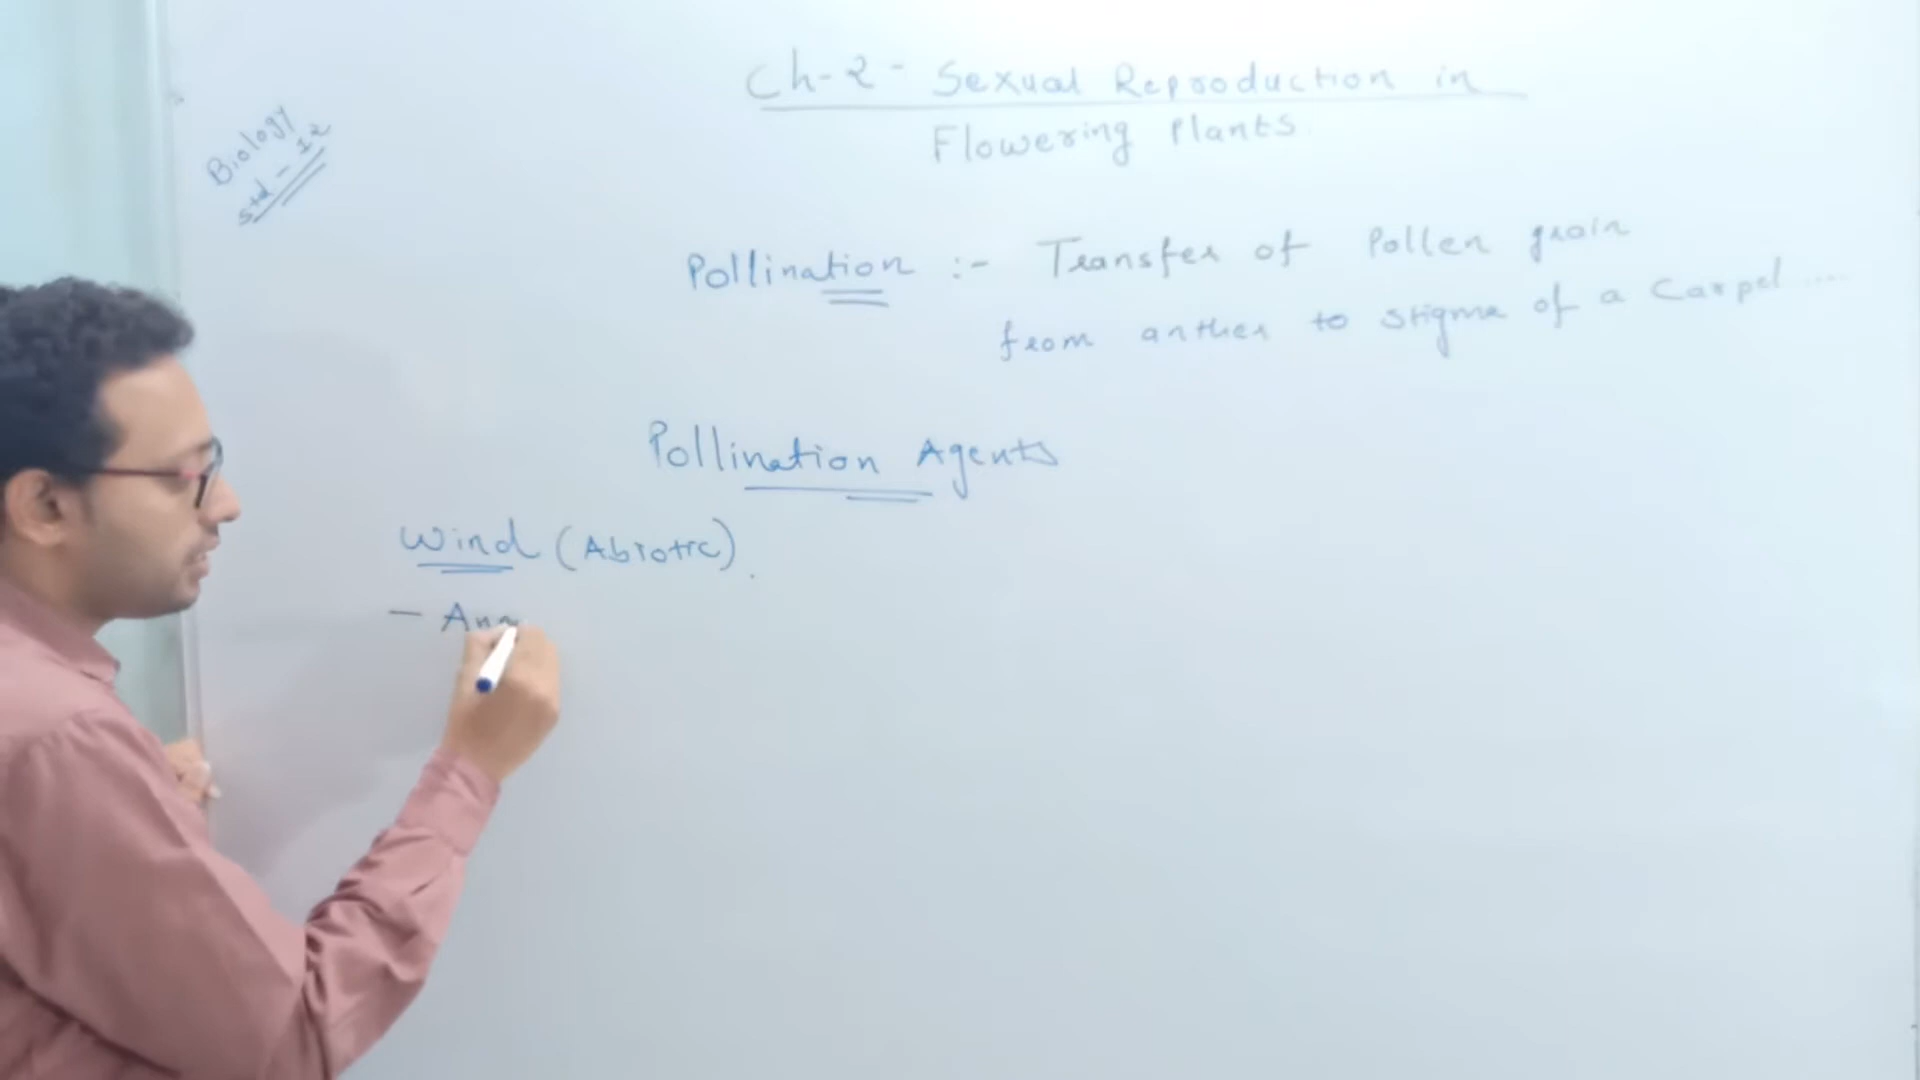 Biology
Std - 12
Ch-2 - Sexual Reproduction in
Flowering Plants
Pollination :- Transfer of Pollen grain
from anther to stigma of a Carpel ....
Pollination Agents
Wind (Abiotic).
- An